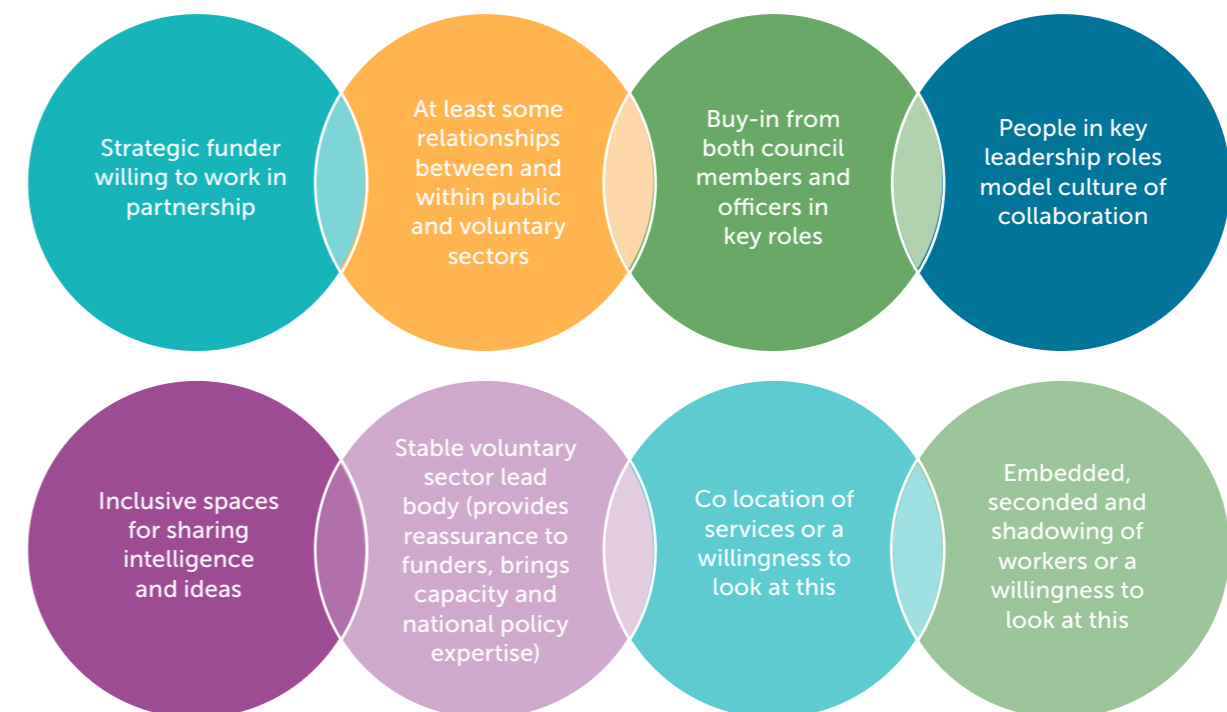 Strategic funder
willing to work in
partnership
At least some
relationships
between and
within public
and voluntary
sectors
Buy-in from
both council
members and
officers in
key roles
People in key
leadership roles
model culture of
collaboration
Inclusive spaces
for sharing
intelligence
and ideas
Stable voluntary
sector lead
body (provides
reassurance to
funders, brings
capacity and
national policy
expertise)
Co location of
services or a
willingness to
look at this
Embedded,
seconded and
shadowing of
workers or a
willingness to
look at this